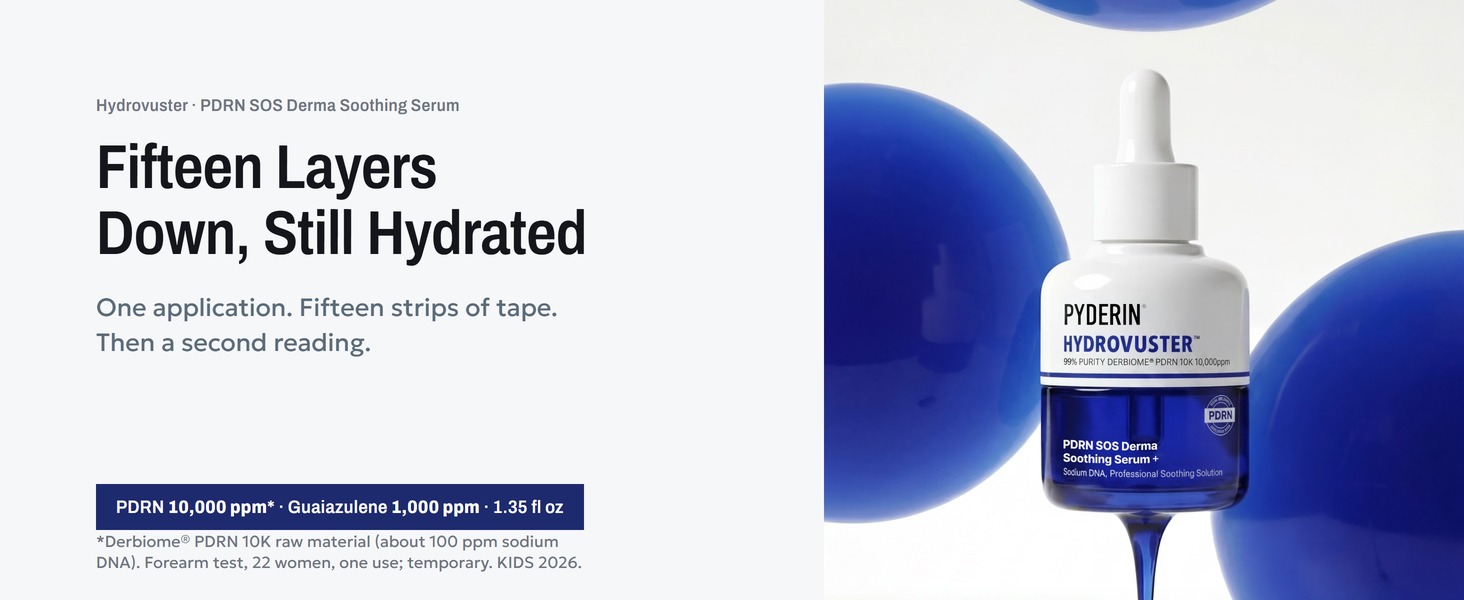 Hydrovuster · PDRN SOS Derma Soothing Serum
Fifteen Layers
Down, Still Hydrated
One application. Fifteen strips of tape.
Then a second reading.
PDRN 10,000 ppm* · Guaiazulene 1,000 ppm · 1.35 fl oz
*Derbiome® PDRN 10K raw material (about 100 ppm sodium
DNA). Forearm test, 22 women, one use; temporary. KIDS 2026.
PYDERIN®
HYDROVUSTER™
99% PURITY DERBIOME® PDRN 10K 10,000ppm
PDRN
PDRN SOS Derma
Soothing Serum +
Sodium DNA, Professional Soothing Solution